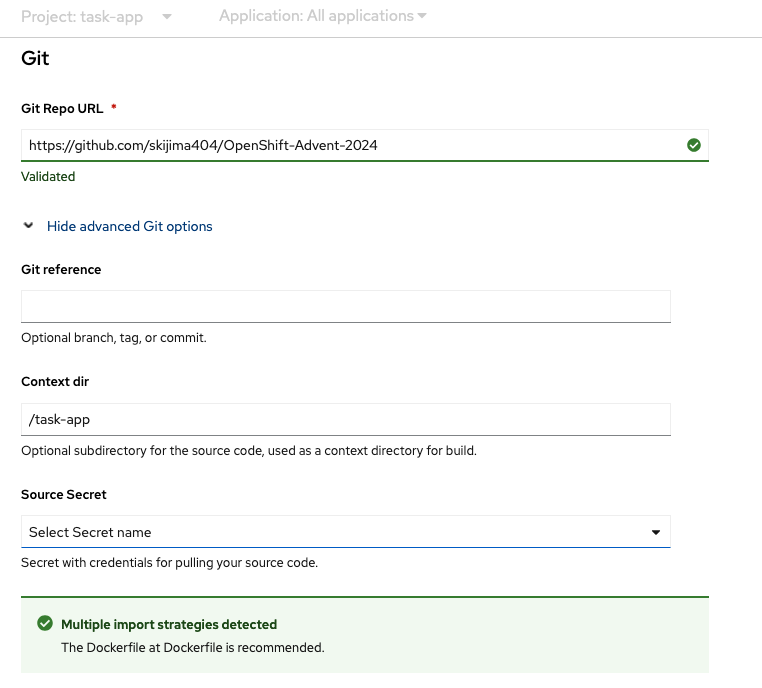 Project: task-app Application: All applications
Git
Git Repo URL *
https://github.com/skijima404/OpenShift-Advent-2024
Validated
Hide advanced Git options
Git reference
Optional branch, tag, or commit.
Context dir
/task-app
Optional subdirectory for the source code, used as a context directory for build.
Source Secret
Select Secret name
Secret with credentials for pulling your source code.
Multiple import strategies detected
The Dockerfile at Dockerfile is recommended.